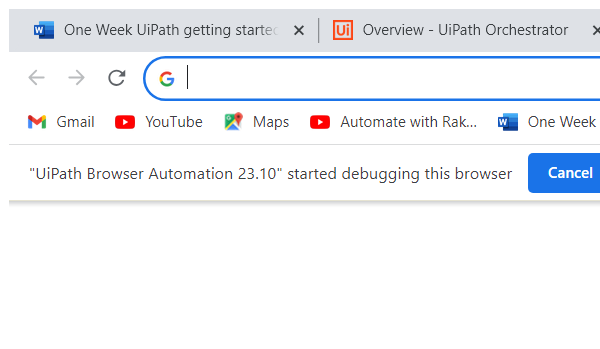 One Week UiPath getting started
Ui Overview - UiPath Orchestrator
Gmail YouTube Maps Automate with Rak... One Week
"UiPath Browser Automation 23.10" started debugging this browser Cancel